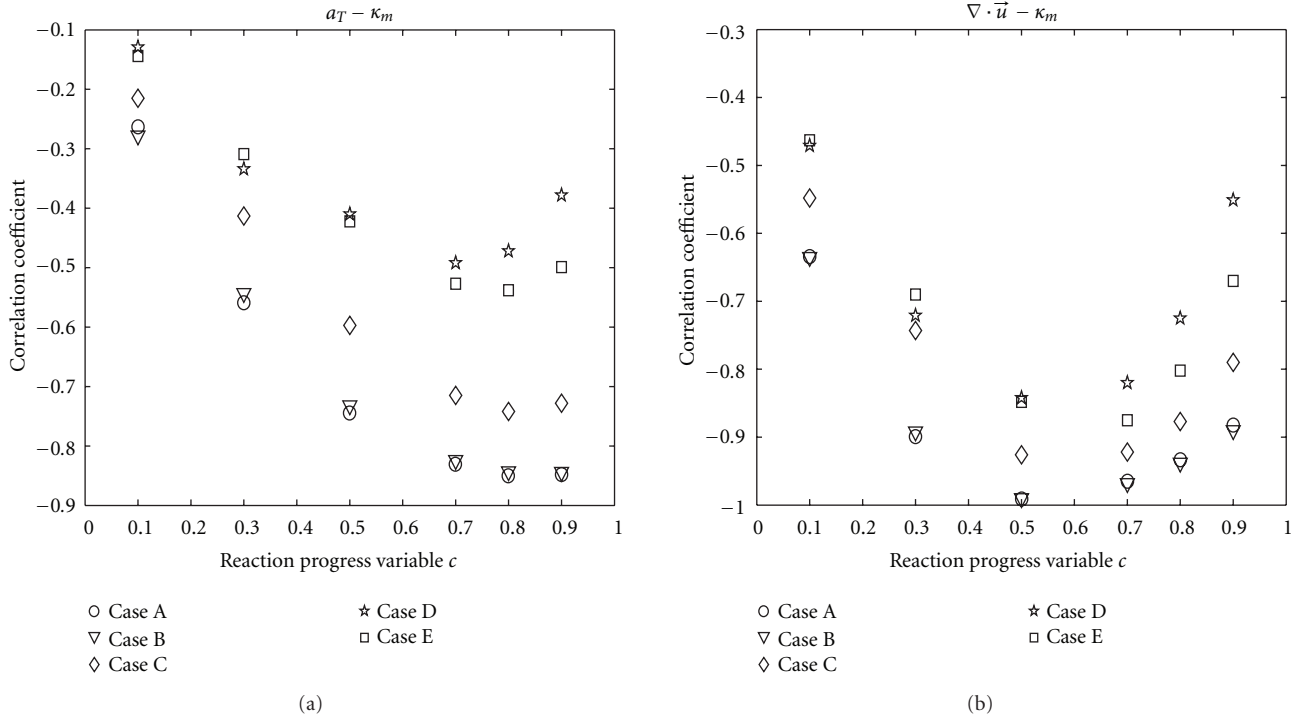 a_T − κ_m
−0.1
−0.2
−0.3
−0.4
−0.5
−0.6
−0.7
−0.8
−0.9
Correlation coefficient
0 0.1 0.2 0.3 0.4 0.5 0.6 0.7 0.8 0.9 1
Reaction progress variable c
Case A
Case B
Case C
Case D
Case E
(a)
∇ · u⃗ − κ_m
−0.3
−0.4
−0.5
−0.6
−0.7
−0.8
−0.9
−1
Correlation coefficient
0 0.1 0.2 0.3 0.4 0.5 0.6 0.7 0.8 0.9 1
Reaction progress variable c
Case A
Case B
Case C
Case D
Case E
(b)